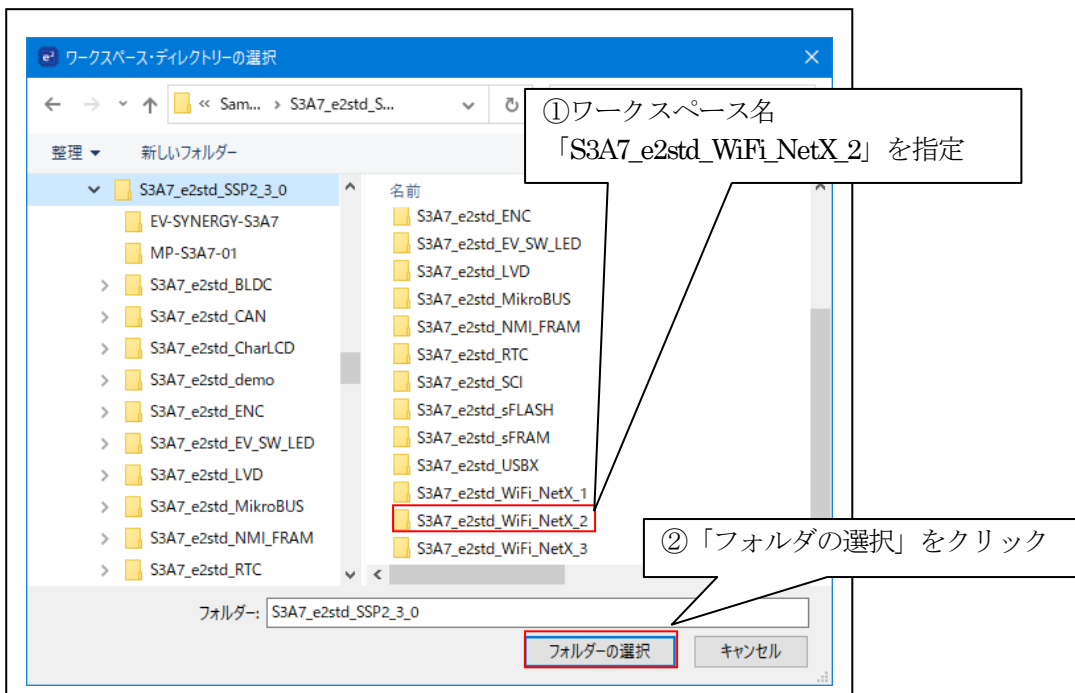 ワークスペース・ディレクトリーの選択
« Sam... › S3A7_e2std_S...
①ワークスペース名
「S3A7_e2std_WiFi_NetX_2」を指定
整理 新しいフォルダー
S3A7_e2std_SSP2_3_0
EV-SYNERGY-S3A7
MP-S3A7-01
S3A7_e2std_BLDC
S3A7_e2std_CAN
S3A7_e2std_CharLCD
S3A7_e2std_demo
S3A7_e2std_ENC
S3A7_e2std_EV_SW_LED
S3A7_e2std_LVD
S3A7_e2std_MikroBUS
S3A7_e2std_NMI_FRAM
S3A7_e2std_RTC
名前
S3A7_e2std_ENC
S3A7_e2std_EV_SW_LED
S3A7_e2std_LVD
S3A7_e2std_MikroBUS
S3A7_e2std_NMI_FRAM
S3A7_e2std_RTC
S3A7_e2std_SCI
S3A7_e2std_sFLASH
S3A7_e2std_sFRAM
S3A7_e2std_USBX
S3A7_e2std_WiFi_NetX_1
S3A7_e2std_WiFi_NetX_2
S3A7_e2std_WiFi_NetX_3
②「フォルダの選択」をクリック
フォルダー: S3A7_e2std_SSP2_3_0
フォルダーの選択 キャンセル